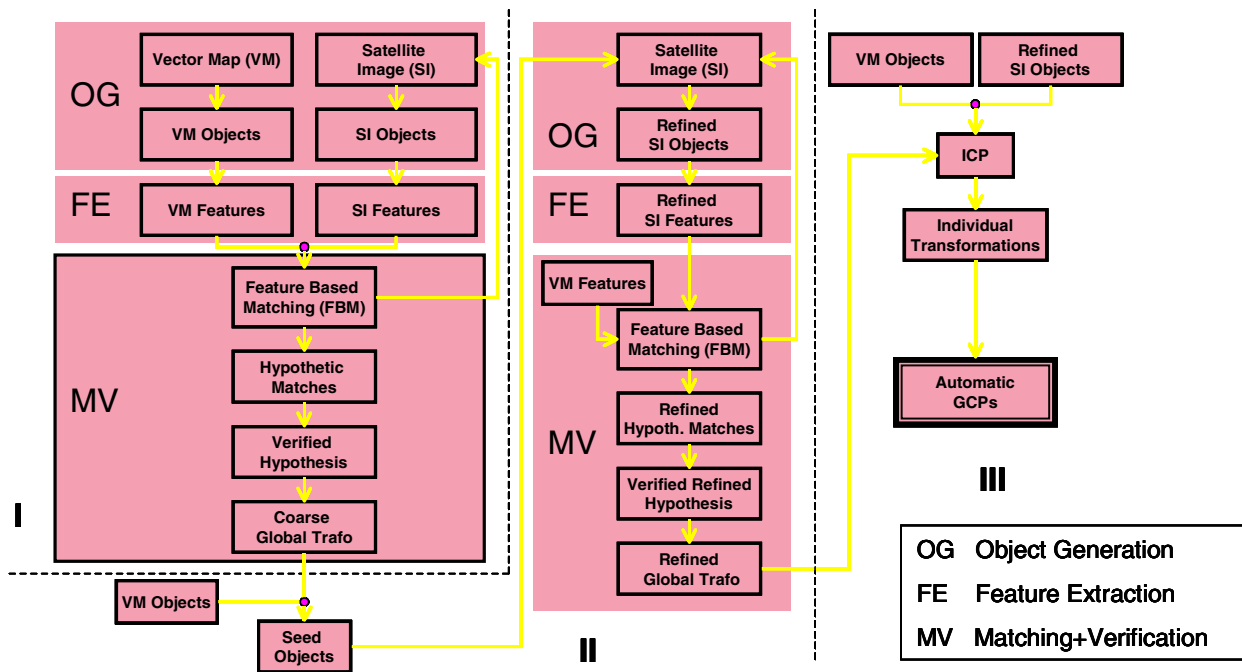 OG
Vector Map (VM)
Satellite
Image (SI)
VM Objects
SI Objects
FE
VM Features
SI Features
MV
Feature Based
Matching (FBM)
Hypothetic
Matches
Verified
Hypothesis
Coarse
Global Trafo
I
VM Objects
Seed
Objects
Satellite
Image (SI)
OG
Refined
SI Objects
FE
Refined
SI Features
VM Features
Feature Based
Matching (FBM)
MV
Refined
Hypoth. Matches
Verified Refined
Hypothesis
Refined
Global Trafo
II
VM Objects
Refined
SI Objects
ICP
Individual
Transformations
Automatic
GCPs
III
OG Object Generation
FE Feature Extraction
MV Matching+Verification